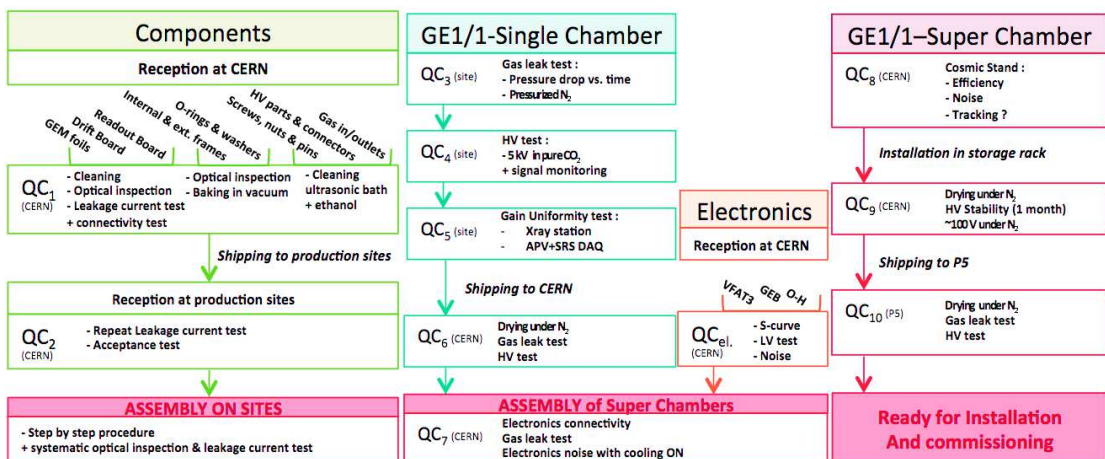 Components
Reception at CERN
GEM foils
Drift Board
Readout Board
Internal & ext. frames
O-rings & washers
Screws, nuts & pins
HV parts & connectors
Gas in/outlets
QC1
(CERN)
- Cleaning
- Optical inspection
- Leakage current test
+ connectivity test
- Optical inspection
- Baking in vacuum
- Cleaning
ultrasonic bath
+ ethanol
Shipping to production sites
Reception at production sites
QC2
(CERN)
- Repeat Leakage current test
- Acceptance test
ASSEMBLY ON SITES
- Step by step procedure
+ systematic optical inspection & leakage current test
GE1/1-Single Chamber
QC3 (site)
Gas leak test :
- Pressure drop vs. time
- Pressurized N2
QC4 (site)
HV test :
- 5 kV in pure CO2
+ signal monitoring
QC5 (site)
Gain Uniformity test :
- Xray station
- APV+SRS DAQ
Shipping to CERN
QC6 (CERN)
Drying under N2
Gas leak test
HV test
Electronics
Reception at CERN
VFAT3
GEB
O-H
QCel.
(CERN)
- S-curve
- LV test
- Noise
ASSEMBLY of Super Chambers
QC7 (CERN)
Electronics connectivity
Gas leak test
Electronics noise with cooling ON
GE1/1–Super Chamber
QC8 (CERN)
Cosmic Stand :
- Efficiency
- Noise
- Tracking ?
Installation in storage rack
QC9 (CERN)
Drying under N2
HV Stability (1 month)
~100 V under N2
Shipping to P5
QC10 (P5)
Drying under N2
Gas leak test
HV test
Ready for Installation
And commissioning